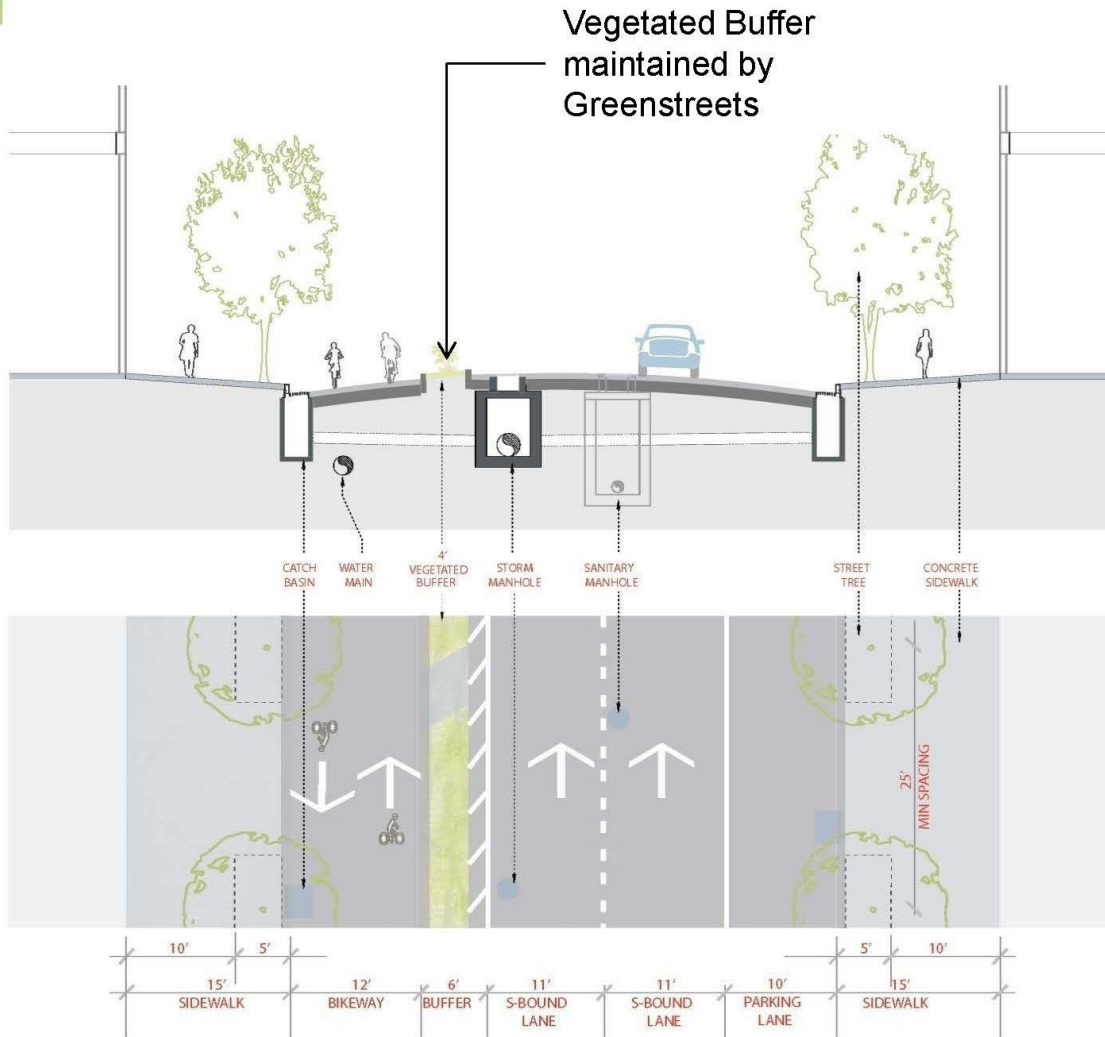 Vegetated Buffer
maintained by
Greenstreets
CATCH
BASIN
WATER
MAIN
4'
VEGETATED
BUFFER
STORM
MANHOLE
SANITARY
MANHOLE
STREET
TREE
CONCRETE
SIDEWALK
25'
MIN SPACING
10'
5'
5'
10'
15'
SIDEWALK
12'
BIKEWAY
6'
BUFFER
11'
S-BOUND
LANE
11'
S-BOUND
LANE
10'
PARKING
LANE
15'
SIDEWALK